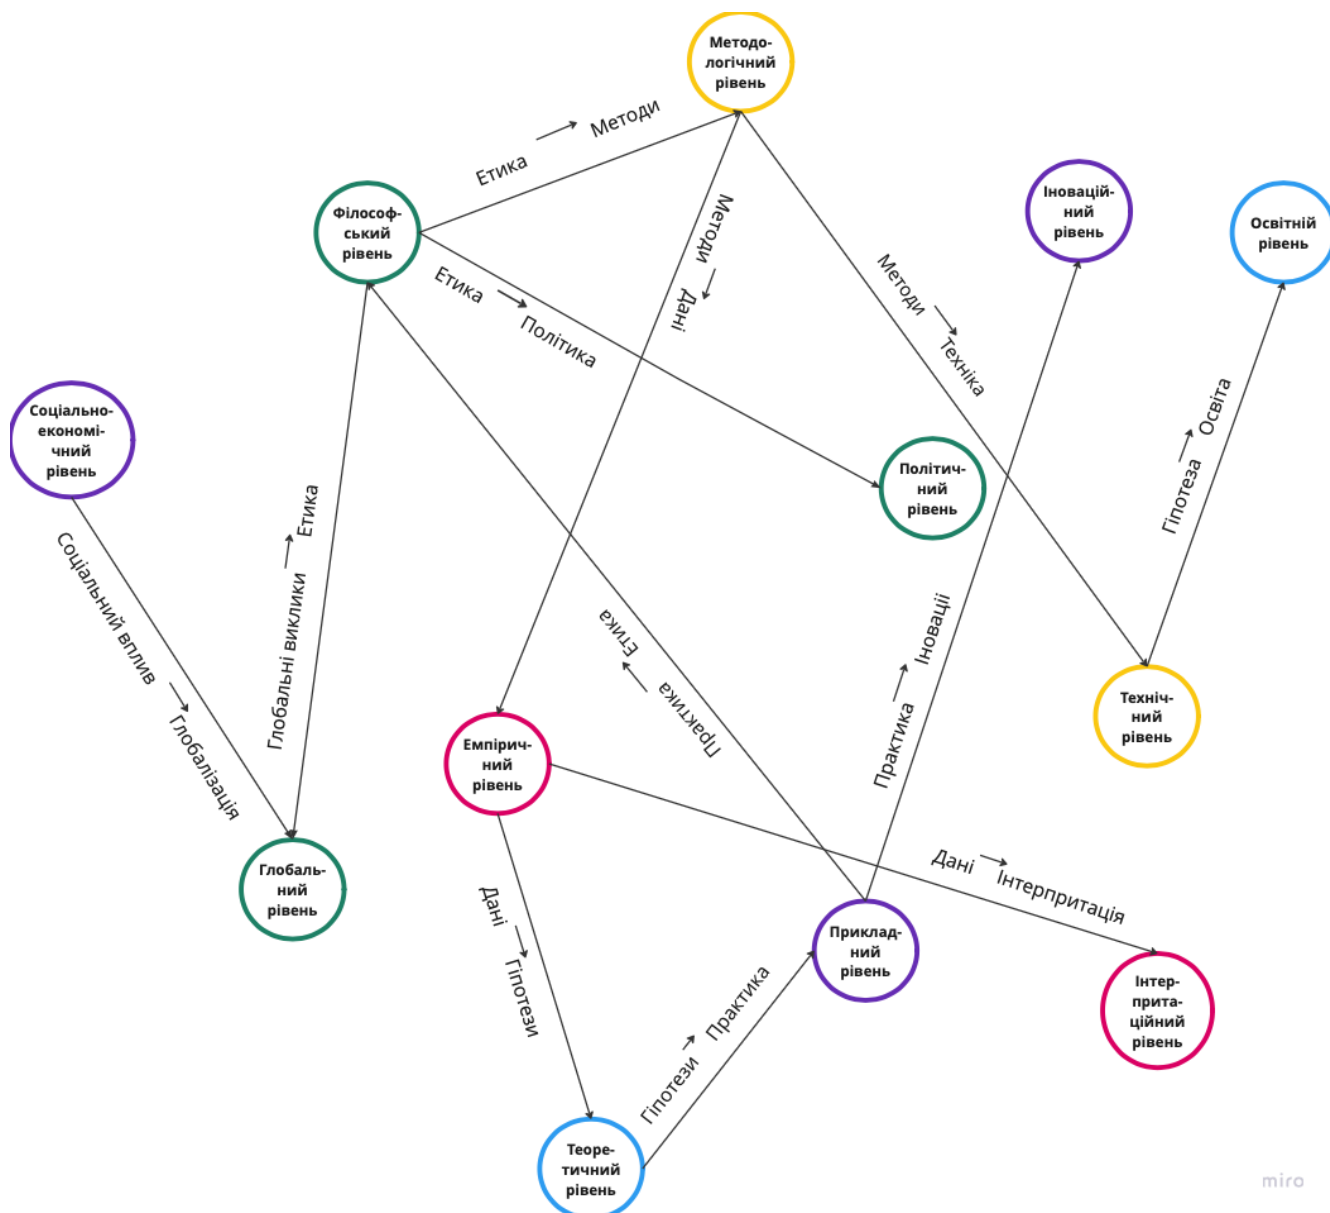 Методо-
логічний
рівень
Етика → Методи
Філософ-
ський
рівень
Іновацій-
ний
рівень
Освітній
рівень
Етика → Політика
Методи → Дані
Методи → Техніка
Соціально-
економі-
чний
рівень
Гіпотеза → Освіта
Політич-
ний
рівень
Глобальні виклики → Етика
Соціальний вплив → Глобалізація
Практика → Етика
Практика → Іновації
Техніч-
ний
рівень
Емпірич-
ний
рівень
Глобаль-
ний
рівень
Дані → Інтерпритація
Дані → Гіпотези
Приклад-
ний
рівень
Гіпотези → Практика
Інтер-
прита-
ційний
рівень
Теоре-
тичний
рівень
miro